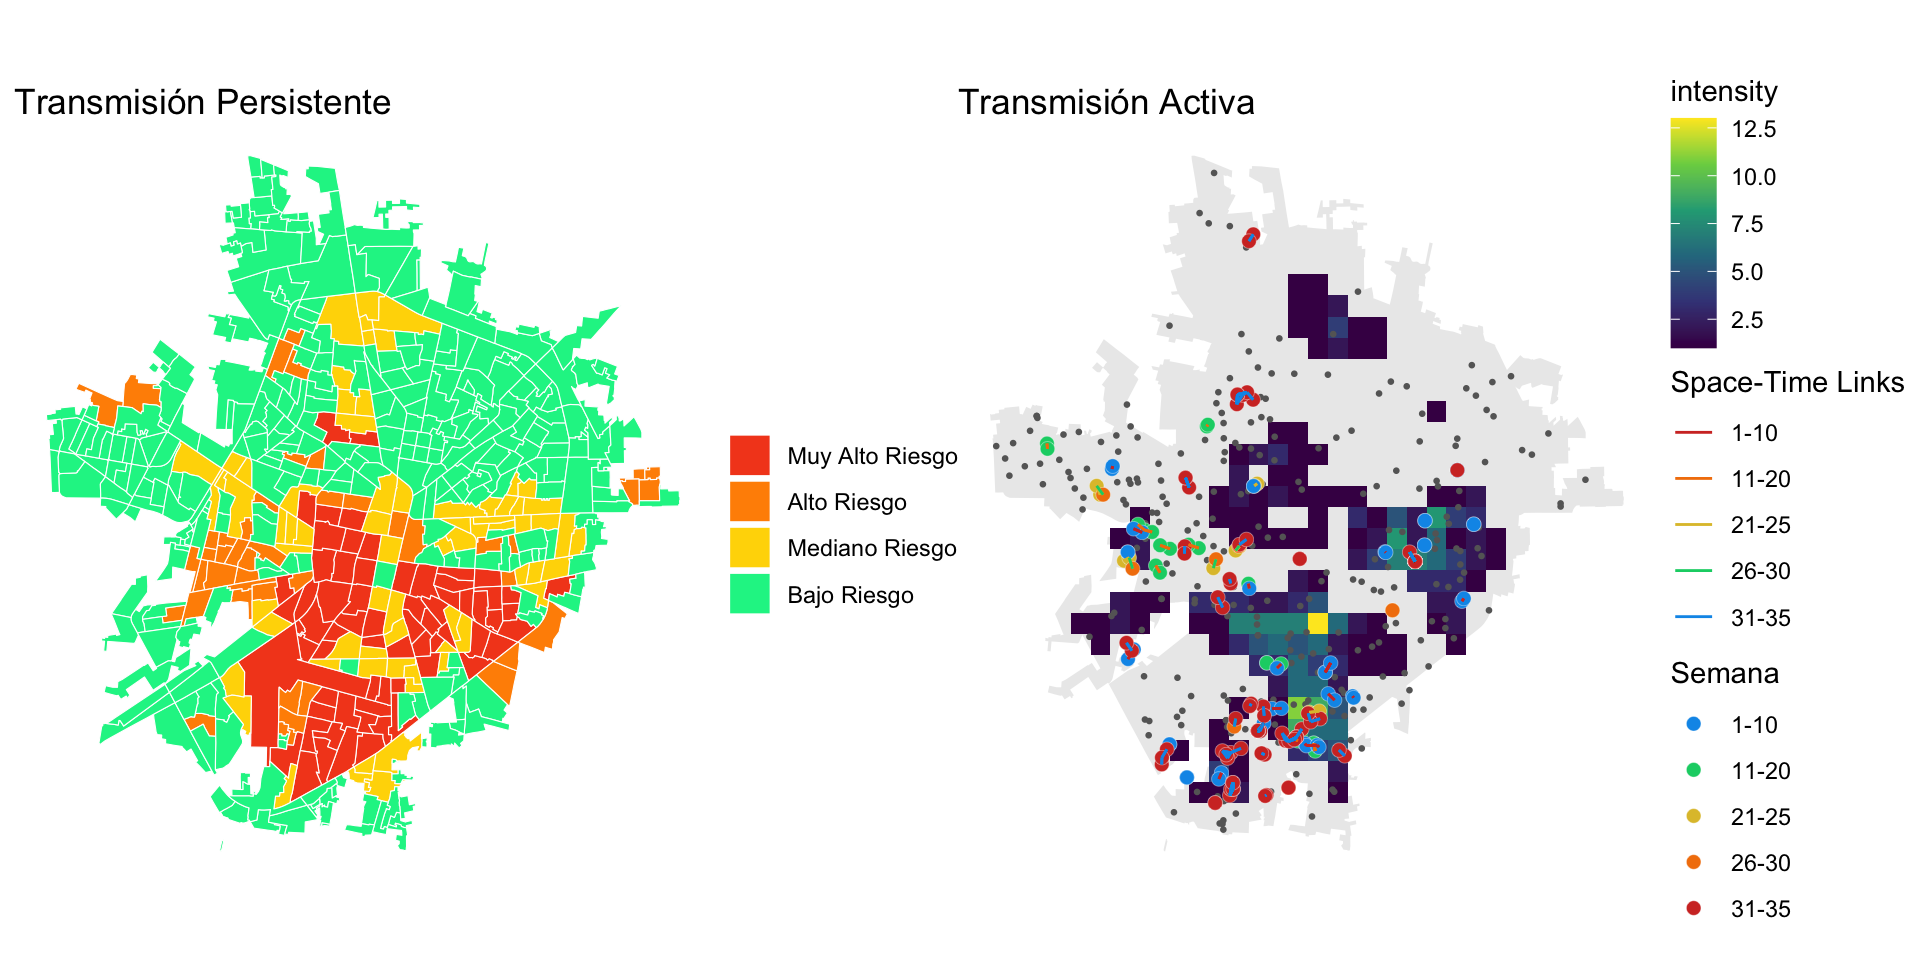 Transmisión Persistente
Muy Alto Riesgo
Alto Riesgo
Mediano Riesgo
Bajo Riesgo
Transmisión Activa
intensity
12.5
10.0
7.5
5.0
2.5
Space-Time Links
1-10
11-20
21-25
26-30
31-35
Semana
1-10
11-20
21-25
26-30
31-35